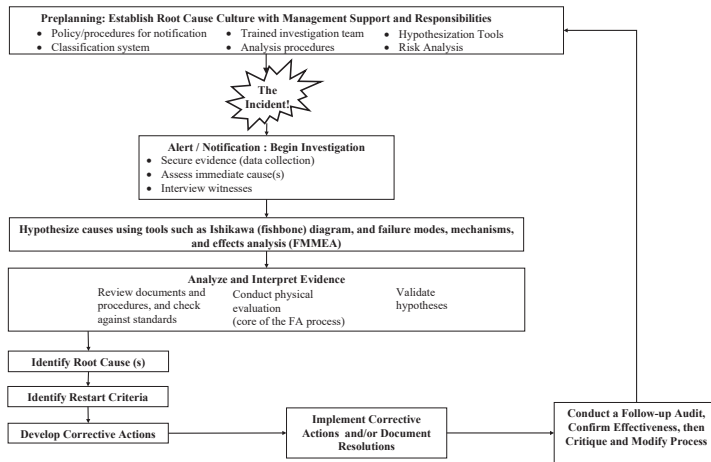 Preplanning: Establish Root Cause Culture with Management Support and Responsibilities
• Policy/procedures for notification
• Classification system
• Trained investigation team
• Analysis procedures
• Hypothesization Tools
• Risk Analysis
The
Incident!
Alert / Notification : Begin Investigation
• Secure evidence (data collection)
• Assess immediate cause(s)
• Interview witnesses
Hypothesize causes using tools such as Ishikawa (fishbone) diagram, and failure modes, mechanisms,
and effects analysis (FMMEA)
Analyze and Interpret Evidence
Review documents and
procedures, and check
against standards
Conduct physical
evaluation
(core of the FA process)
Validate
hypotheses
Identify Root Cause (s)
Identify Restart Criteria
Develop Corrective Actions
Implement Corrective
Actions and/or Document
Resolutions
Conduct a Follow-up Audit,
Confirm Effectiveness, then
Critique and Modify Process